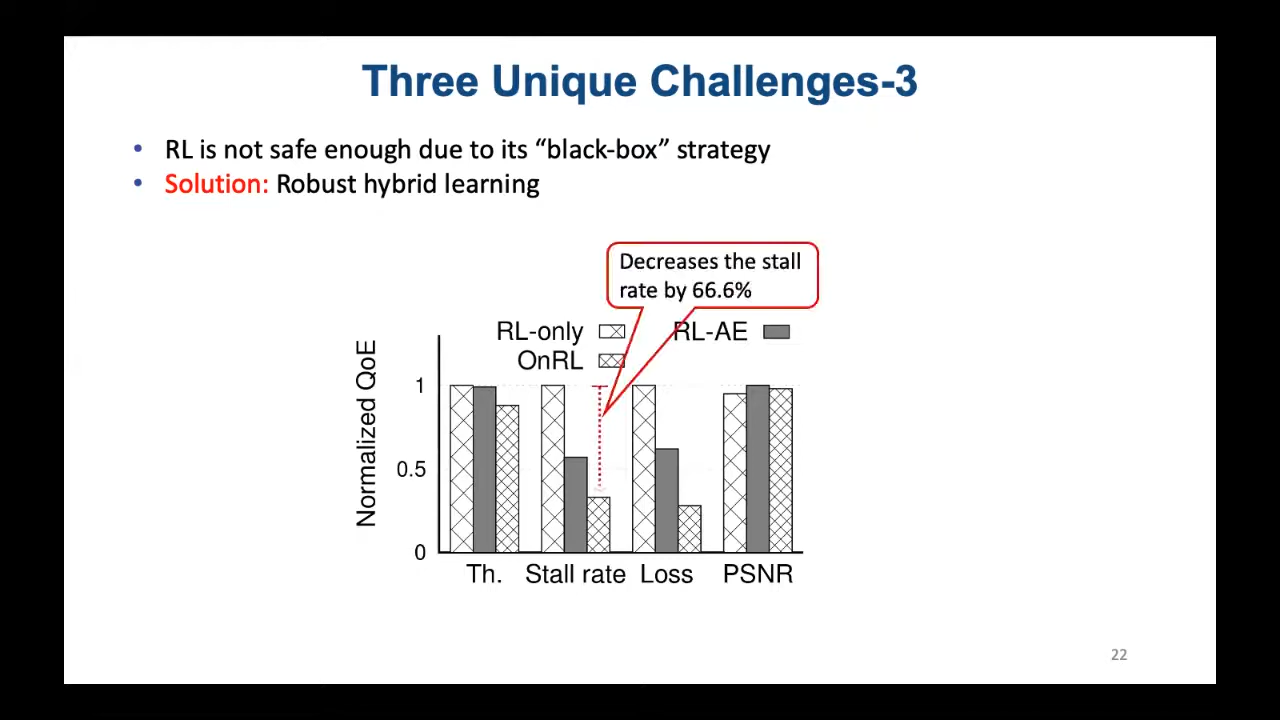 Three Unique Challenges-3
• RL is not safe enough due to its “black-box” strategy
• Solution: Robust hybrid learning
Decreases the stall
rate by 66.6%
RL-only
RL-AE
OnRL
Normalized QoE
1
0.5
0
Th.
Stall rate
Loss
PSNR
22